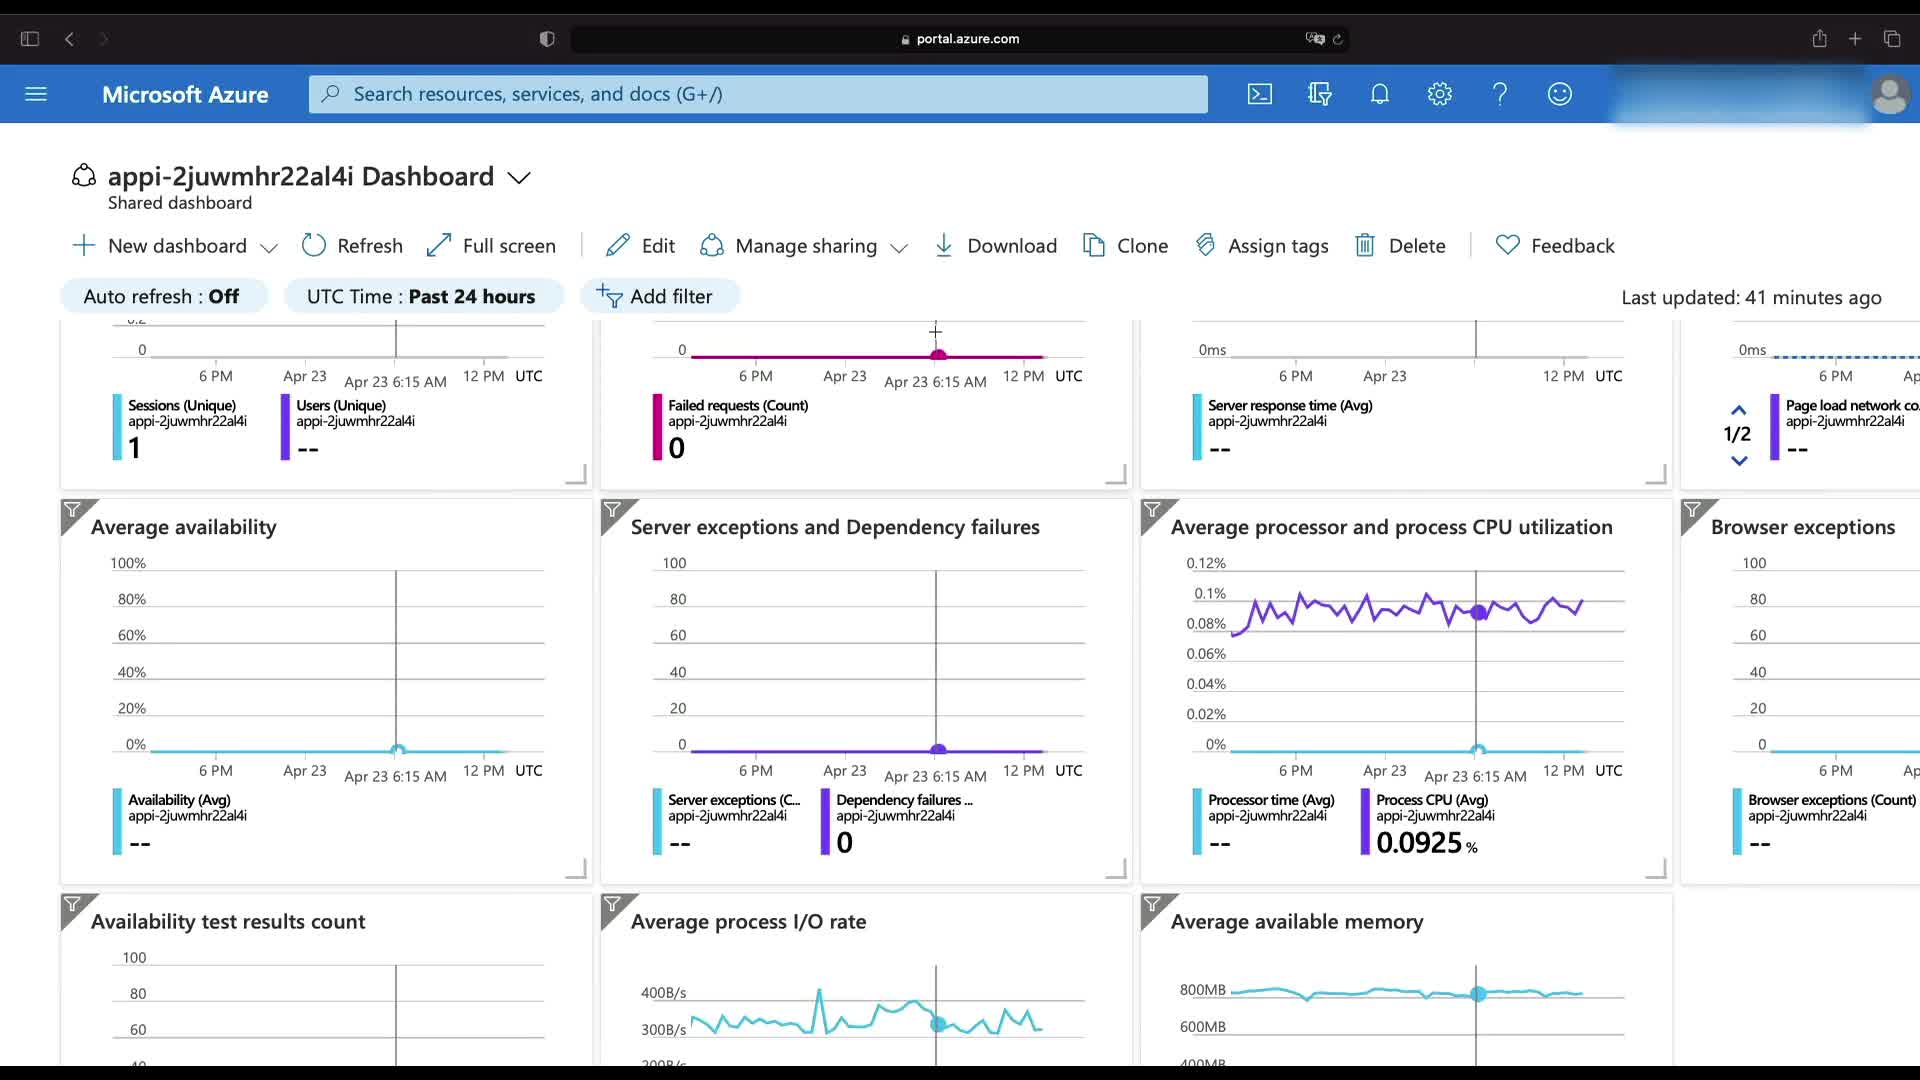 portal.azure.com
Microsoft Azure
Search resources, services, and docs (G+/)
appi-2juwmhr22al4i Dashboard
Shared dashboard
New dashboard Refresh Full screen Edit Manage sharing Download Clone Assign tags Delete Feedback
Auto refresh : Off UTC Time : Past 24 hours Add filter Last updated: 41 minutes ago
0
6 PM Apr 23 Apr 23 6:15 AM 12 PM UTC
Sessions (Unique)
appi-2juwmhr22al4i
1
Users (Unique)
appi-2juwmhr22al4i
--
0
6 PM Apr 23 Apr 23 6:15 AM 12 PM UTC
Failed requests (Count)
appi-2juwmhr22al4i
0
0ms
6 PM Apr 23 12 PM UTC
Server response time (Avg)
appi-2juwmhr22al4i
--
0ms
6 PM Ap
1/2
Page load network co
appi-2juwmhr22al4i
--
Average availability
100%
80%
60%
40%
20%
0%
6 PM Apr 23 Apr 23 6:15 AM 12 PM UTC
Availability (Avg)
appi-2juwmhr22al4i
--
Server exceptions and Dependency failures
100
80
60
40
20
0
6 PM Apr 23 Apr 23 6:15 AM 12 PM UTC
Server exceptions (C...
appi-2juwmhr22al4i
--
Dependency failures ...
appi-2juwmhr22al4i
0
Average processor and process CPU utilization
0.12%
0.1%
0.08%
0.06%
0.04%
0.02%
0%
6 PM Apr 23 Apr 23 6:15 AM 12 PM UTC
Processor time (Avg)
appi-2juwmhr22al4i
--
Process CPU (Avg)
appi-2juwmhr22al4i
0.0925 %
Browser exceptions
100
80
60
40
20
0
6 PM Ap
Browser exceptions (Count)
appi-2juwmhr22al4i
--
Availability test results count
100
80
60
Average process I/O rate
400B/s
300B/s
Average available memory
800MB
600MB